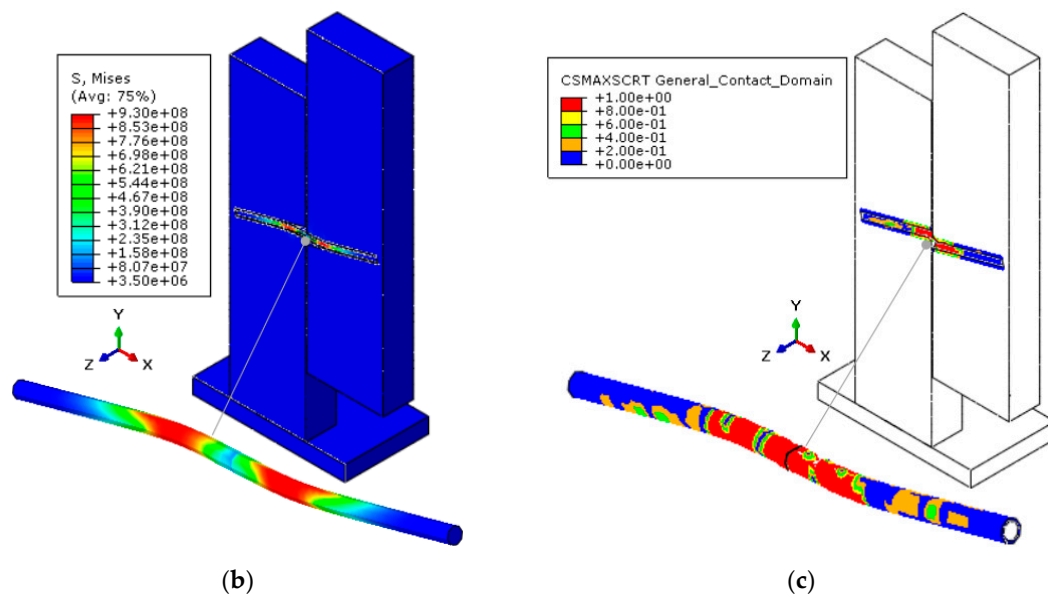 S, Mises
(Avg: 75%)
+9.30e+08
+8.53e+08
+7.76e+08
+6.98e+08
+6.21e+08
+5.44e+08
+4.67e+08
+3.90e+08
+3.12e+08
+2.35e+08
+1.58e+08
+8.07e+07
+3.50e+06
Y
Z
X
(b)
CSMAXSCRT General_Contact_Domain
+1.00e+00
+8.00e-01
+6.00e-01
+4.00e-01
+2.00e-01
+0.00e+00
Y
Z
X
(c)